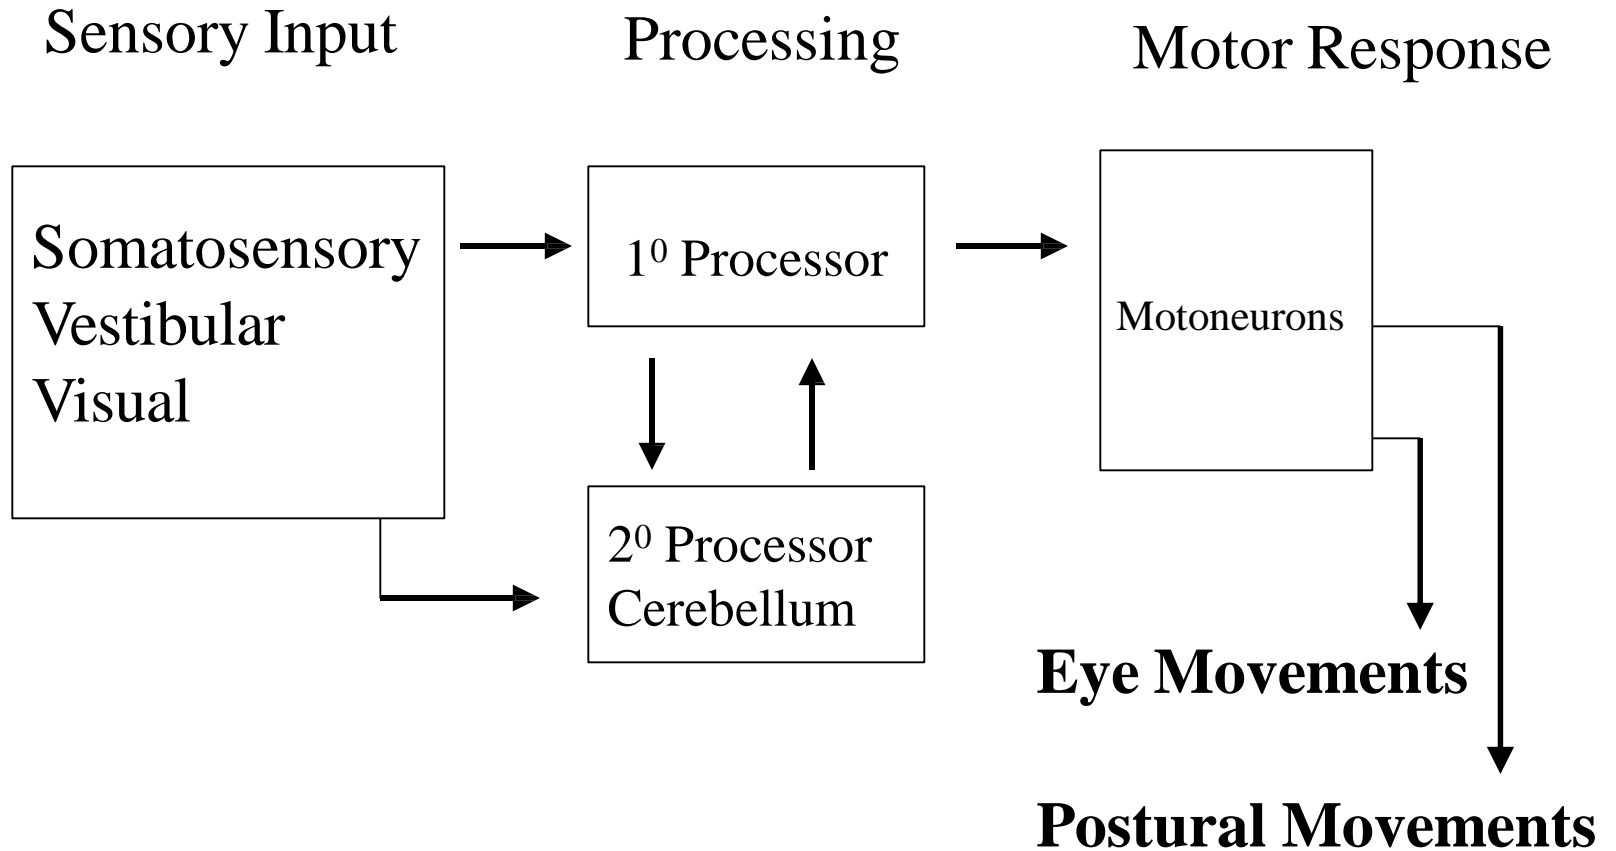 Sensory Input
Processing
Motor Response
Somatosensory
Vestibular
Visual
1⁰ Processor
Motoneurons
2⁰ Processor
Cerebellum
Eye Movements
Postural Movements